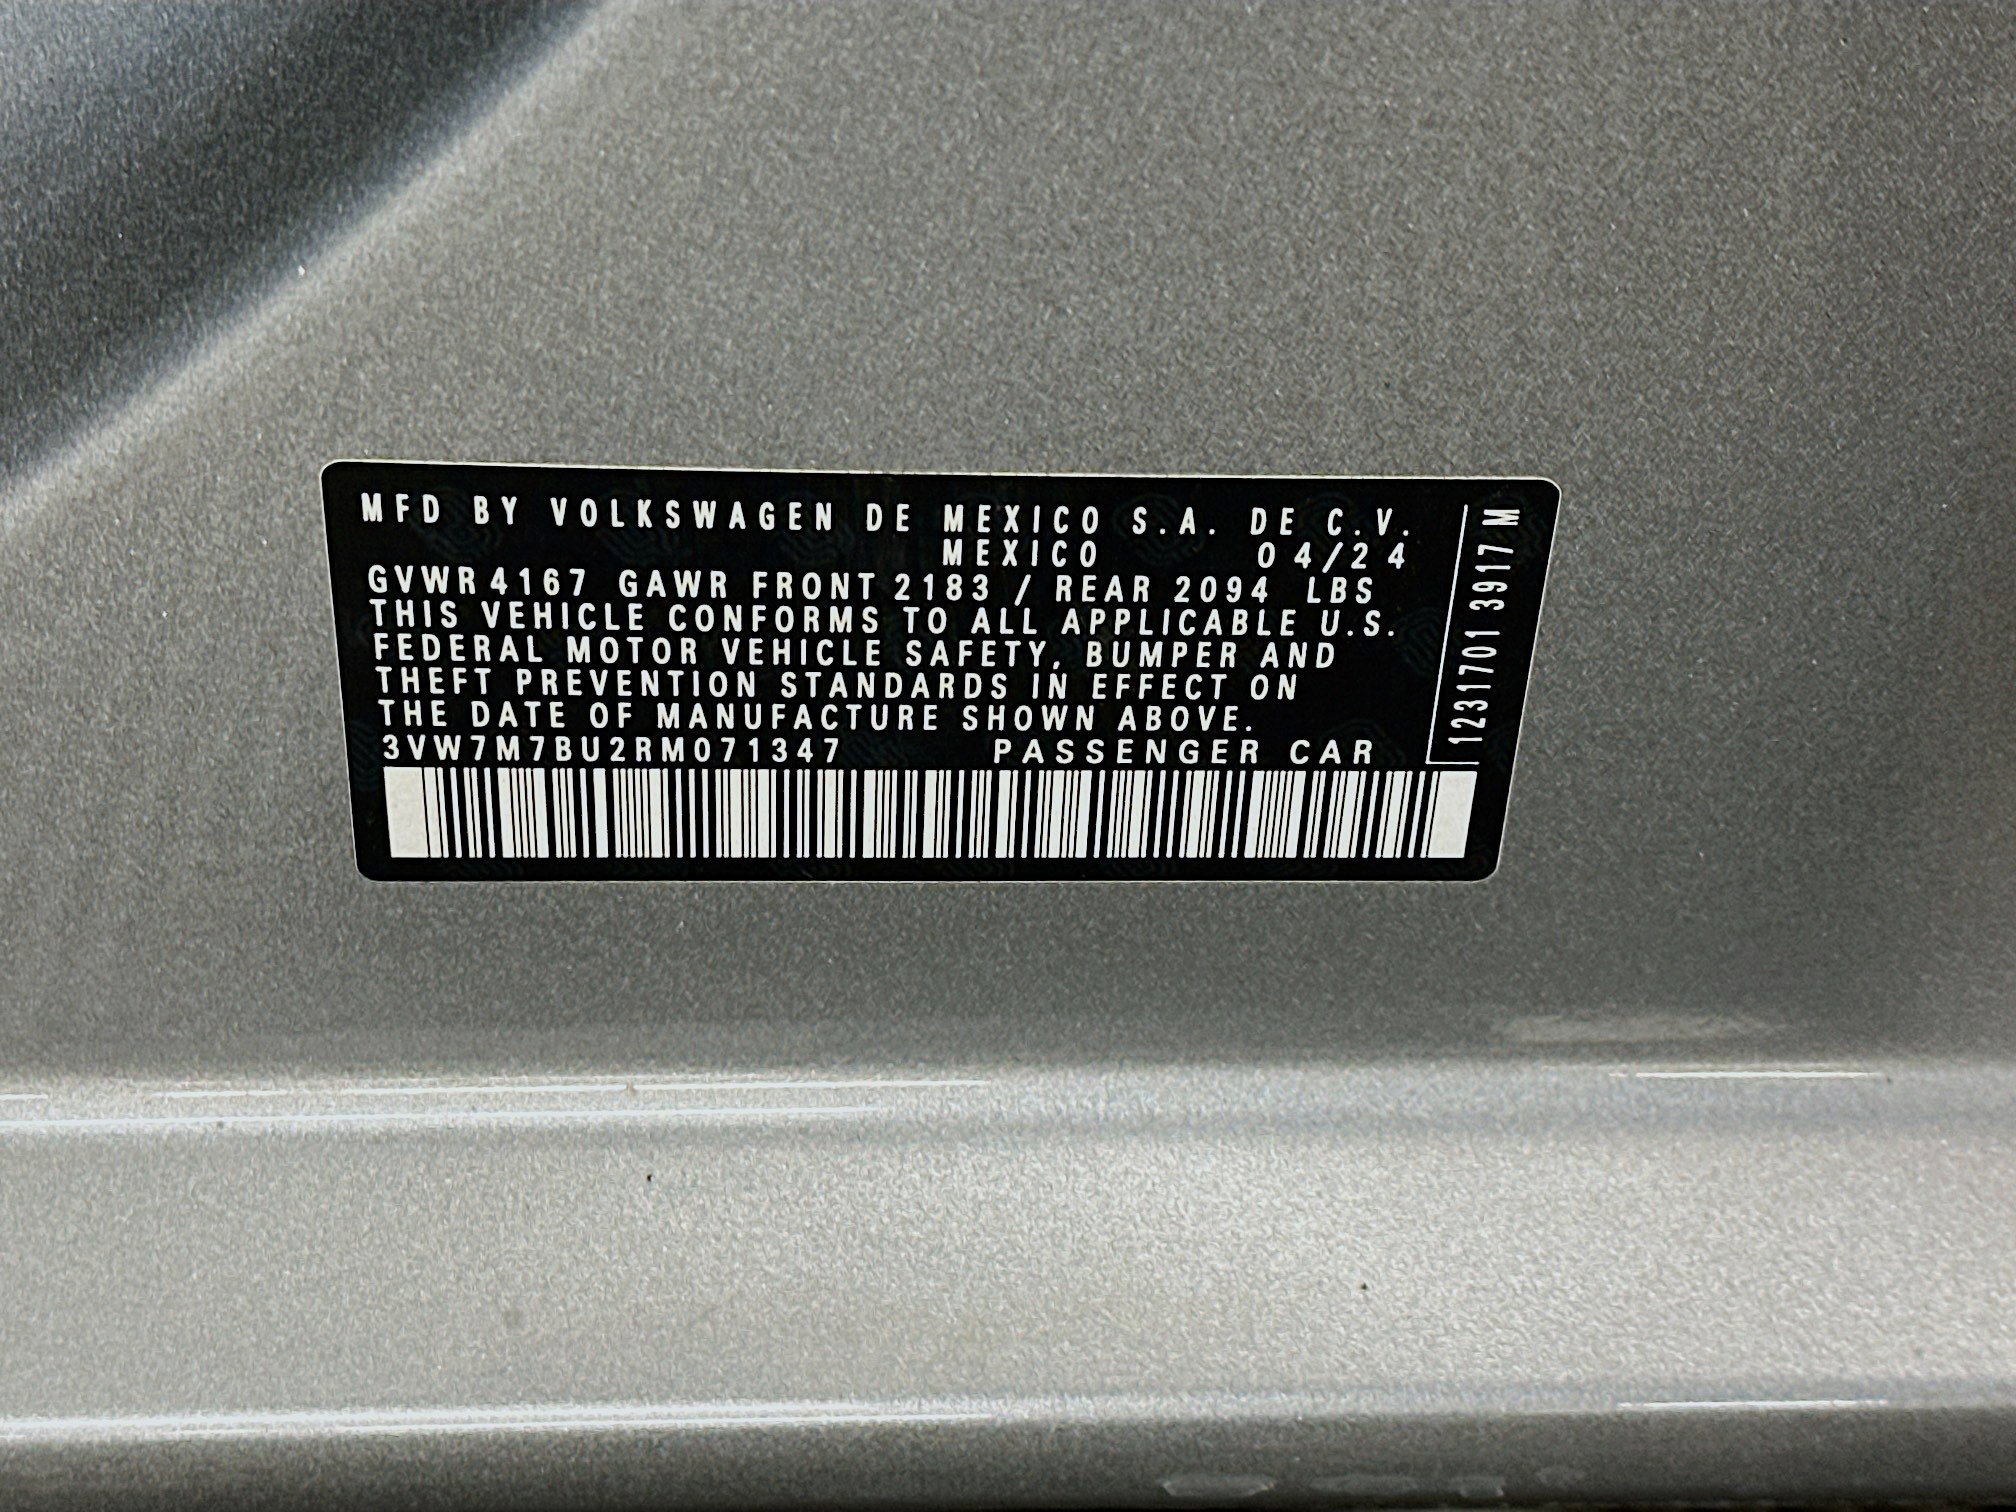 MFD BY VOLKSWAGEN DE MEXICO S.A. DE C.V.
MEXICO 04/24
GVWR 4167 GAWR FRONT 2183 / REAR 2094 LBS
THIS VEHICLE CONFORMS TO ALL APPLICABLE U.S.
FEDERAL MOTOR VEHICLE SAFETY, BUMPER AND
THEFT PREVENTION STANDARDS IN EFFECT ON
THE DATE OF MANUFACTURE SHOWN ABOVE.
3VW7M7BU2RM071347 PASSENGER CAR
1231701 3917 M